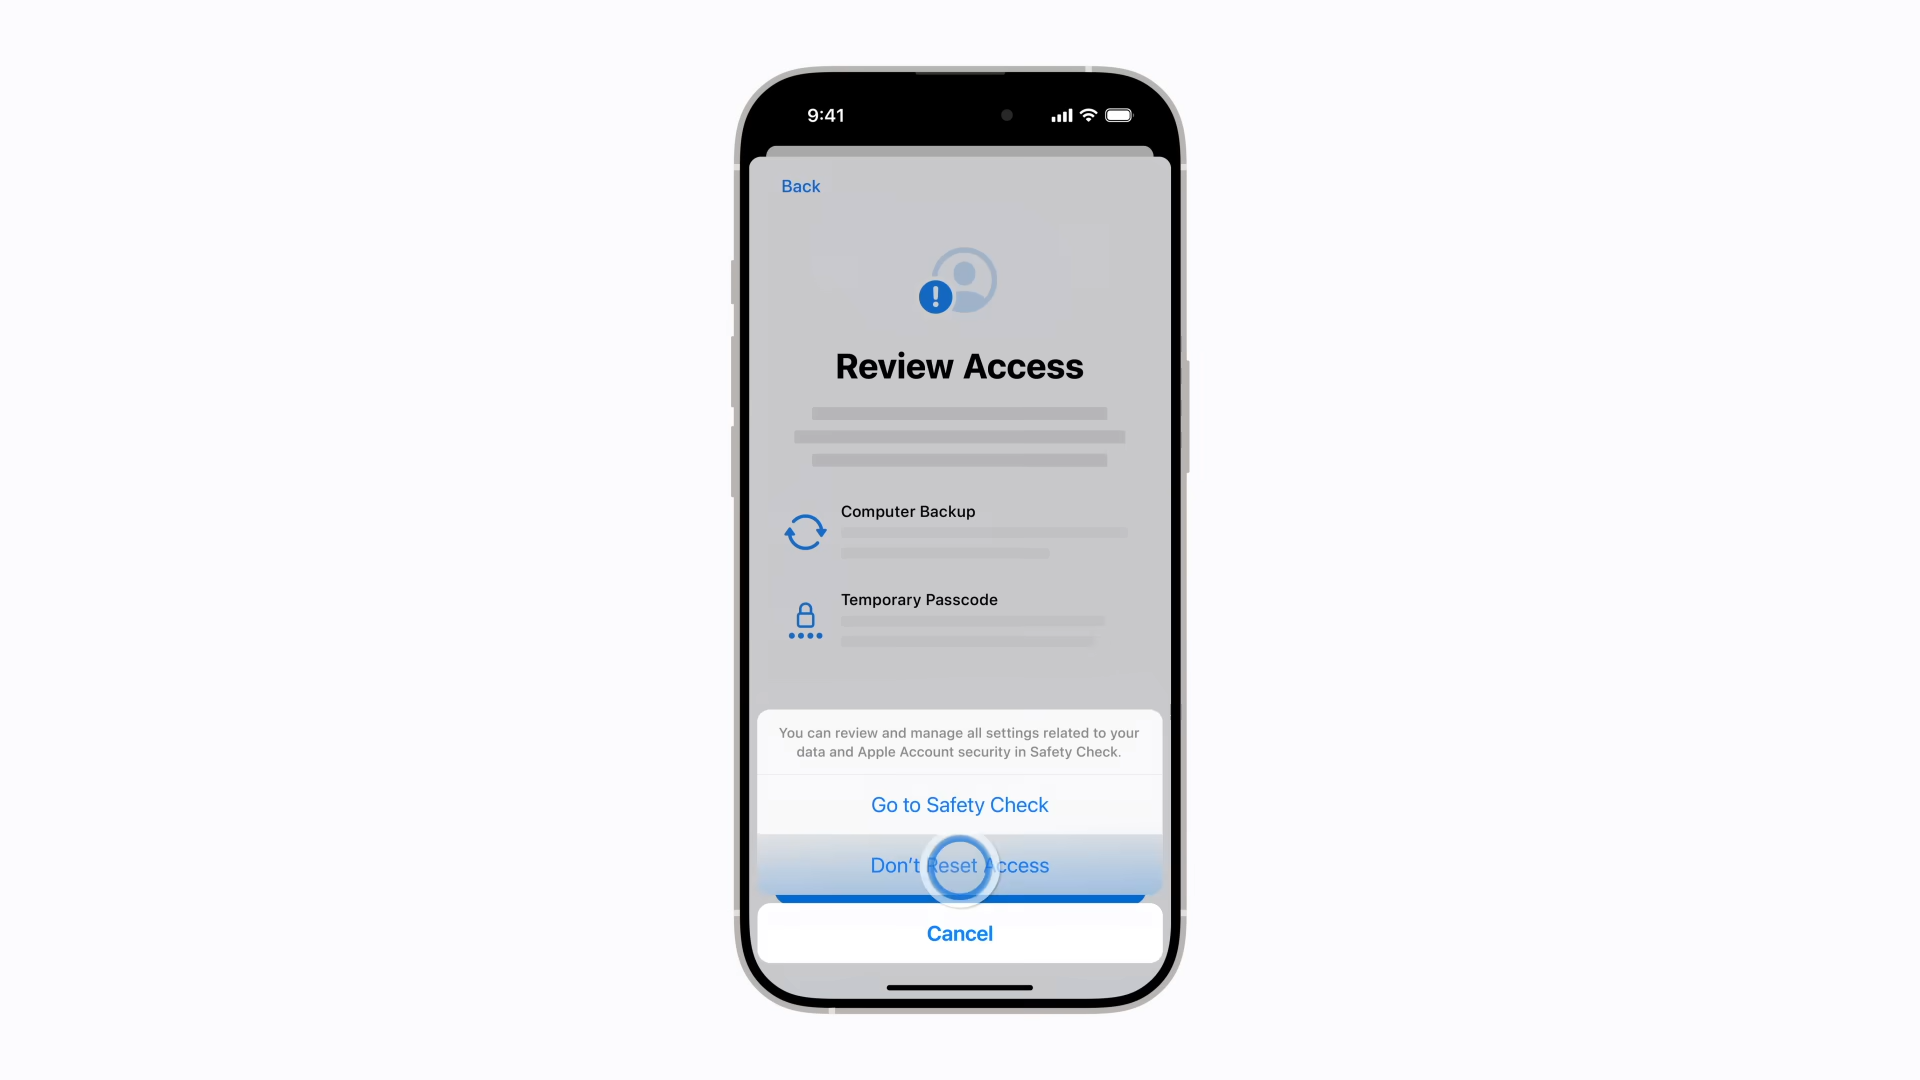 9:41
Back
Review Access
Computer Backup
Temporary Passcode
You can review and manage all settings related to your
data and Apple Account security in Safety Check.
Go to Safety Check
Don’t Reset Access
Cancel